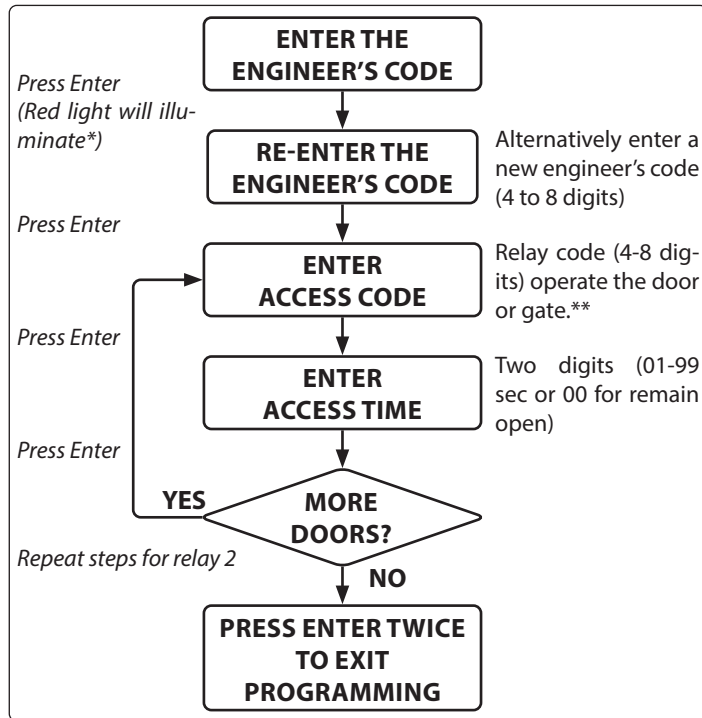 ENTER THE
ENGINEER'S CODE
Press Enter
(Red light will illu-
minate*)
RE-ENTER THE
ENGINEER'S CODE
Alternatively enter a
new engineer's code
(4 to 8 digits)
Press Enter
ENTER
ACCESS CODE
Relay code (4-8 dig-
its) operate the door
or gate.**
Press Enter
ENTER
ACCESS TIME
Two digits (01-99
sec or 00 for remain
open)
Press Enter
YES
MORE
DOORS?
Repeat steps for relay 2
NO
PRESS ENTER TWICE
TO EXIT
PROGRAMMING